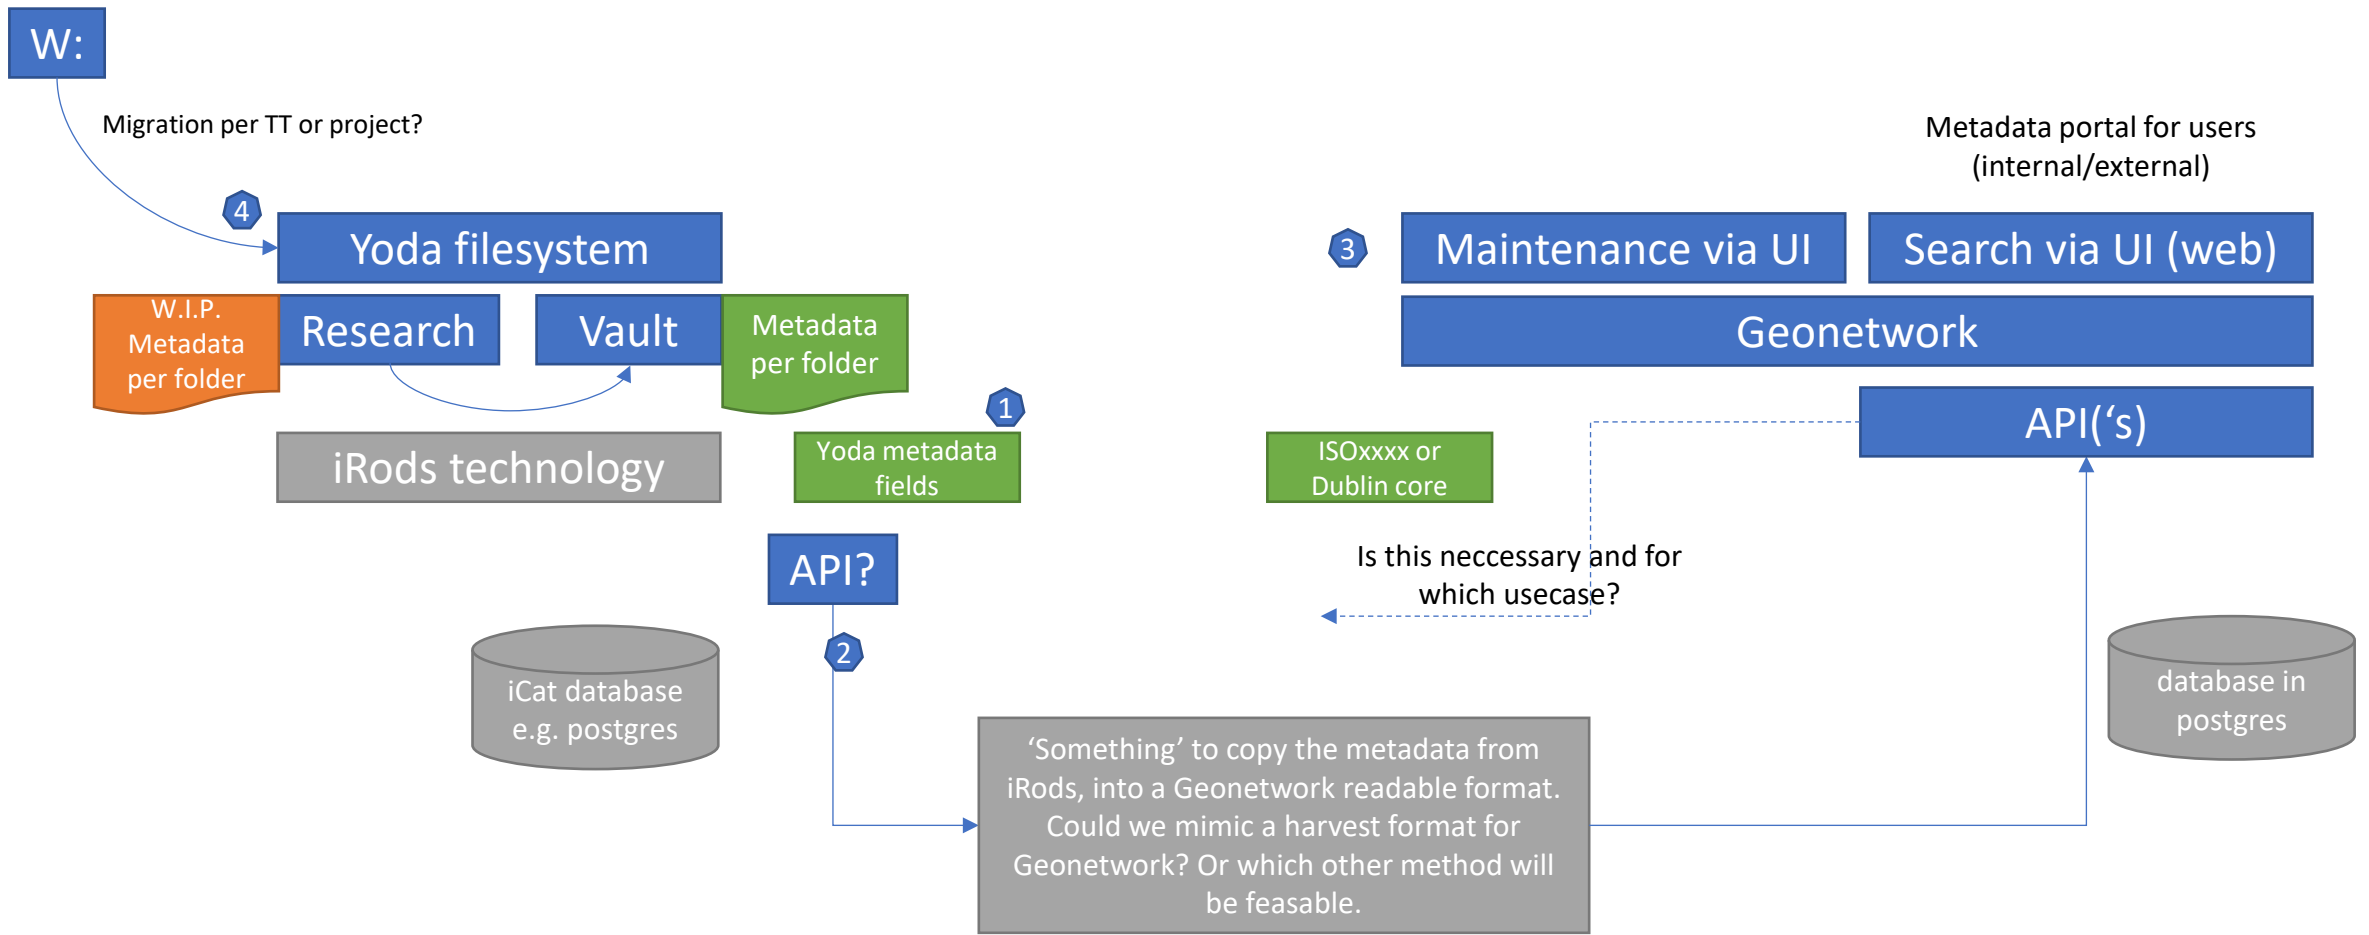 W:
Migration per TT or project?
Metadada portal for users
(internal/external)
4
Yoda filesystem
3
Maintenance via UI
Search via UI (web)
W.I.P.
Metadata
per folder
Research
Vault
Metadata
per folder
Geonetwork
1
API(‘s)
iRods technology
Yoda metadata
fields
ISOxxxx or
Dublin core
API?
Is this neccessary and for
which usecase?
2
iCat database
e.g. postgres
database in
postgres
‘Something’ to copy the metadata from
iRods, into a Geonetwork readable format.
Could we mimic a harvest format for
Geonetwork? Or which other method will
be feasable.